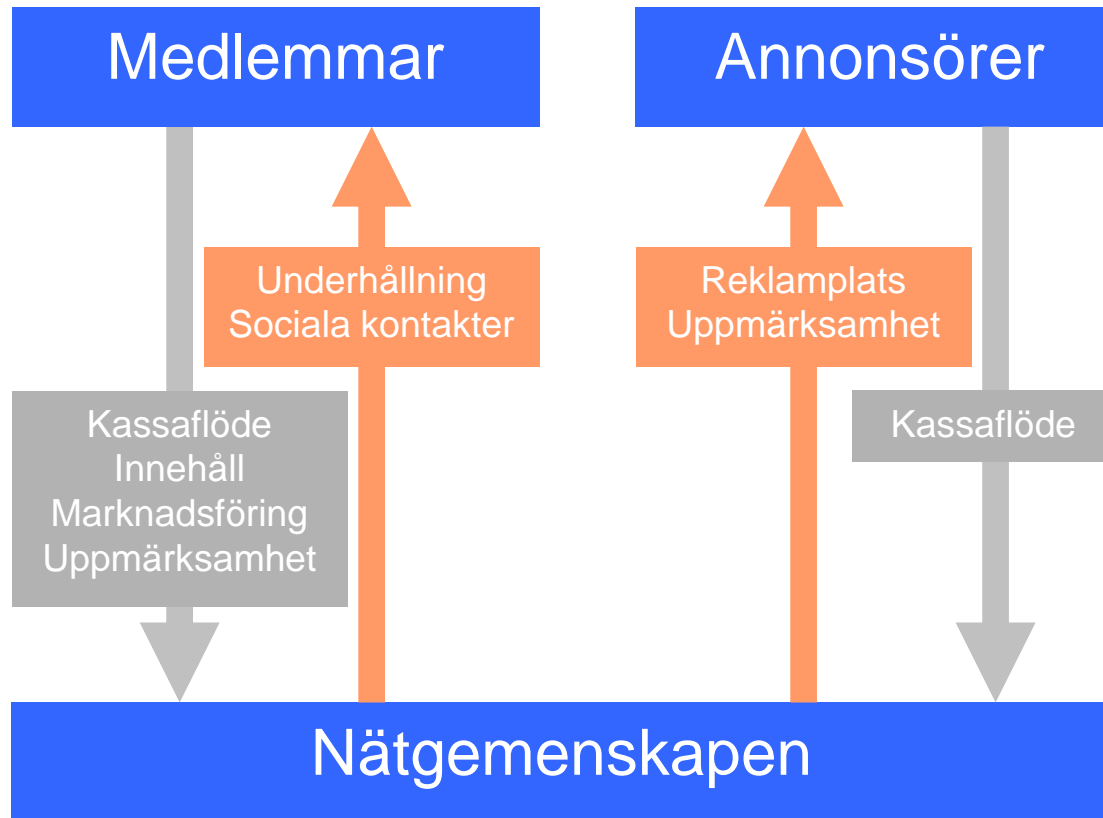 Medlemmar
Annonsörer
Underhållning
Sociala kontakter
Reklamplats
Uppmärksamhet
Kassaflöde
Innehåll
Marknadsföring
Uppmärksamhet
Kassaflöde
Nätgemenskapen